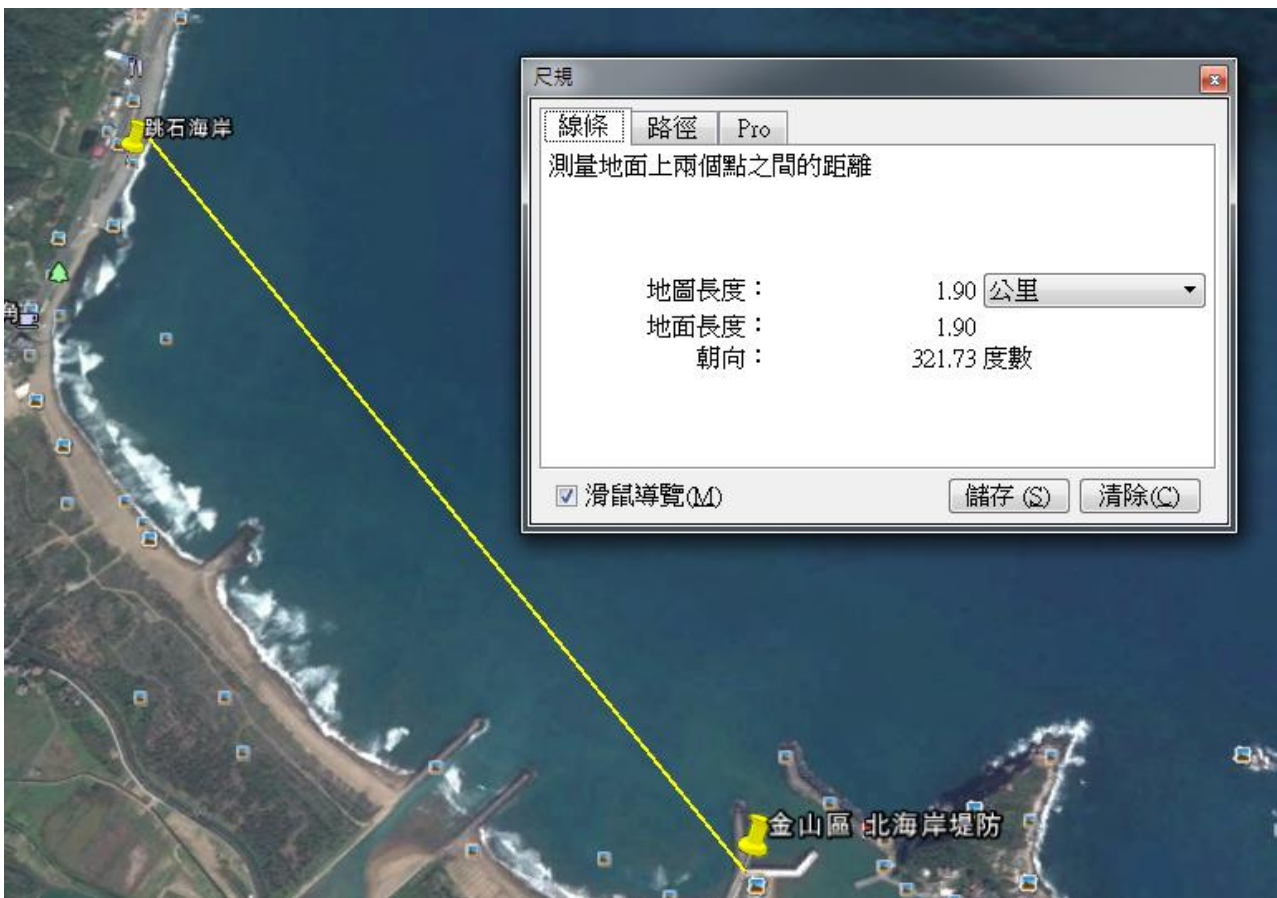 跳石海岸
尺規
線條 路徑 Pro
測量地面上兩個點之間的距離
地圖長度： 1.90 公里
地面長度： 1.90
朝向： 321.73 度數
滑鼠導覽(M) 儲存 (S) 清除(C)
角
金山區 北海岸堤防